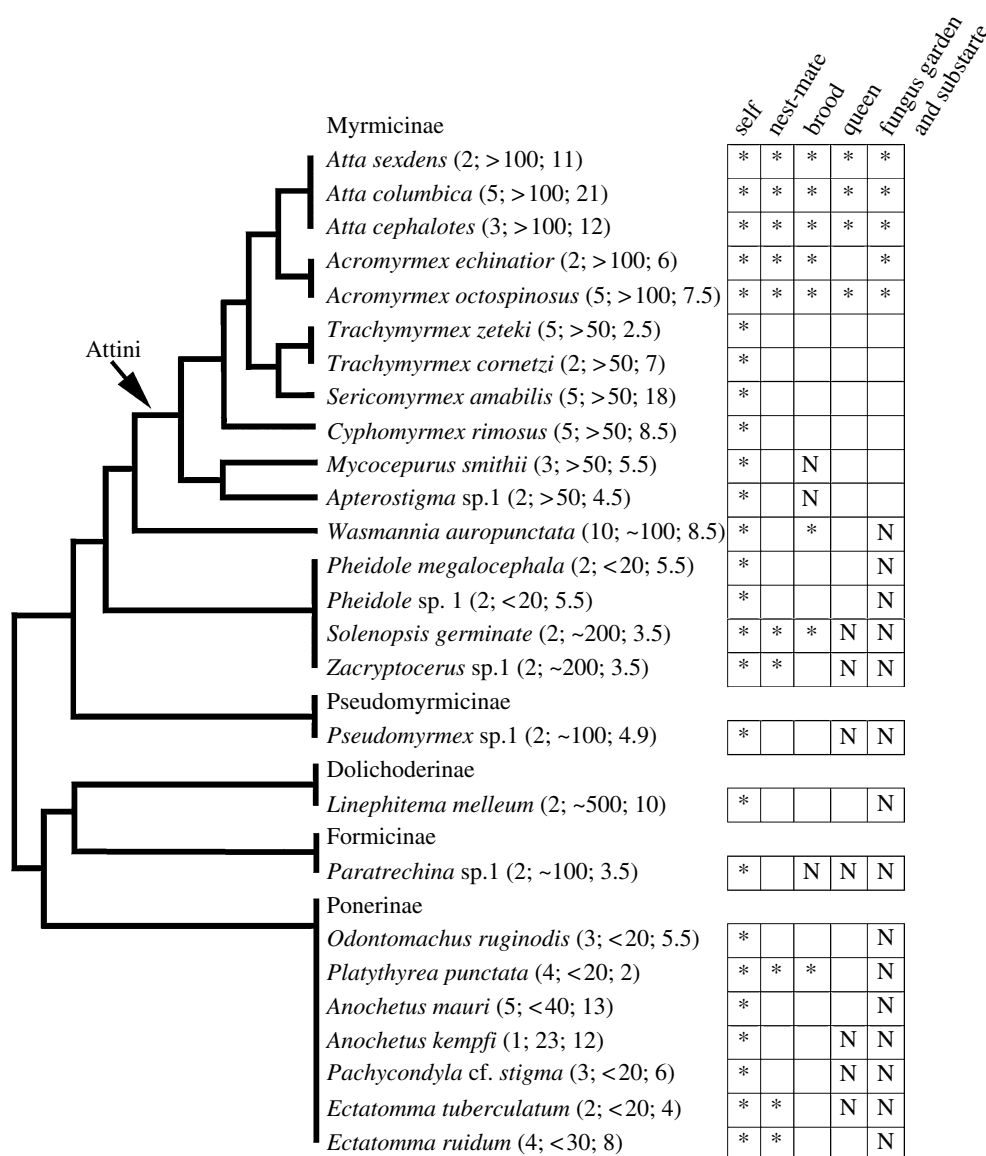 self
nest-mate
brood
queen
fungus garden
and substarte
Myrmicinae
Atta sexdens (2; >100; 11) * * * * *
Atta columbica (5; >100; 21) * * * * *
Atta cephalotes (3; >100; 12) * * * * *
Acromyrmex echinatior (2; >100; 6) * * * *
Acromyrmex octospinosus (5; >100; 7.5) * * * * *
Trachymyrmex zeteki (5; >50; 2.5) *
Attini
Trachymyrmex cornetzi (2; >50; 7) *
Sericomyrmex amabilis (5; >50; 18) *
Cyphomyrmex rimosus (5; >50; 8.5) *
Mycocepurus smithii (3; >50; 5.5) * N
Apterostigma sp.1 (2; >50; 4.5) * N
Wasmannia auropunctata (10; ~100; 8.5) * * N
Pheidole megalocephala (2; <20; 5.5) * N
Pheidole sp. 1 (2; <20; 5.5) * N
Solenopsis germinate (2; ~200; 3.5) * * * N N
Zacryptocerus sp.1 (2; ~200; 3.5) * * N N
Pseudomyrmicinae
Pseudomyrmex sp.1 (2; ~100; 4.9) * N N
Dolichoderinae
Linephitema melleum (2; ~500; 10) * N
Formicinae
Paratrechina sp.1 (2; ~100; 3.5) * N N N
Ponerinae
Odontomachus ruginodis (3; <20; 5.5) * N
Platythyrea punctata (4; <20; 2) * * * N
Anochetus mauri (5; <40; 13) * N
Anochetus kempfi (1; 23; 12) * N N
Pachycondyla cf. stigma (3; <20; 6) * N N
Ectatomma tuberculatum (2; <20; 4) * * N N
Ectatomma ruidum (4; <30; 8) * * N